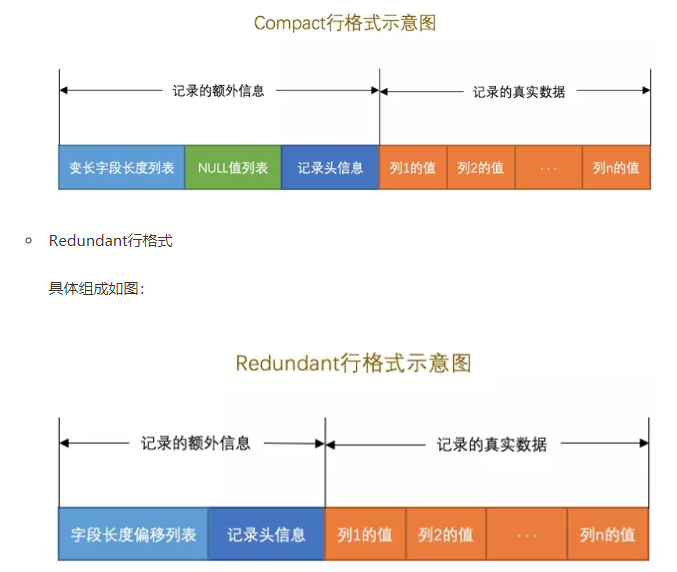 Compact行格式示意图
记录的额外信息 记录的真实数据
变长字段长度列表 NULL值列表 记录头信息 列1的值 列2的值 ... 列n的值
Redundant行格式
具体组成如图：
Redundant行格式示意图
记录的额外信息 记录的真实数据
字段长度偏移列表 记录头信息 列1的值 列2的值 ... 列n的值